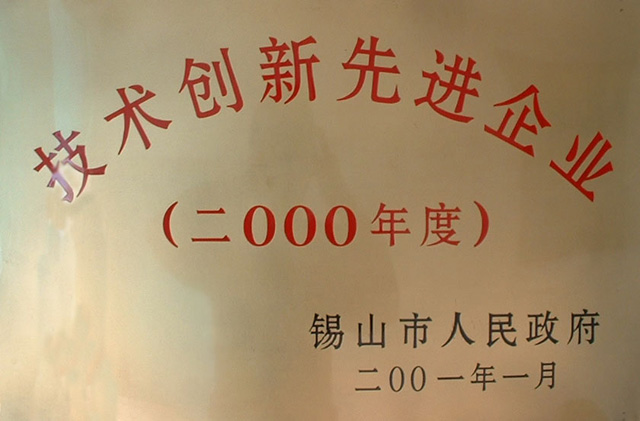 技术创新先进企业
（二000年度）
锡山市人民政府
二00一年一月